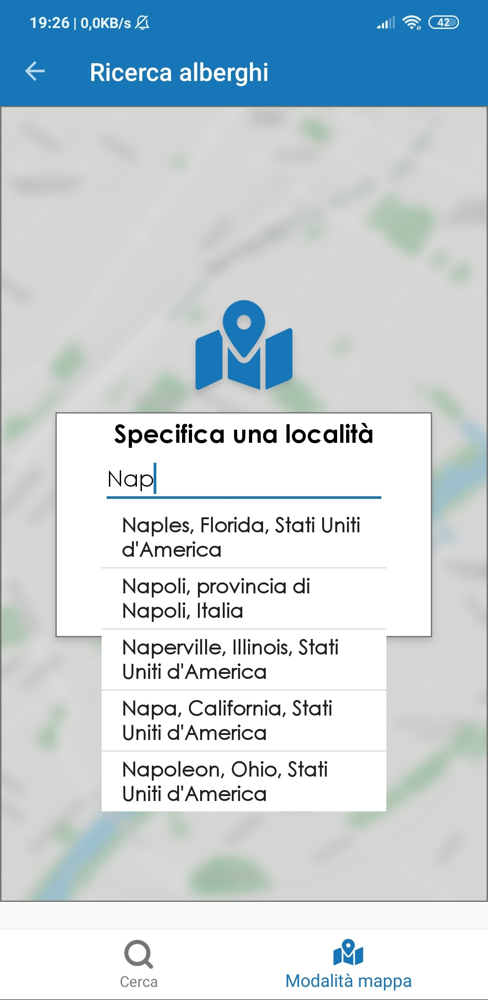 19:26 | 0,0KB/s
42
Ricerca alberghi
Specifica una località
Nap
Naples, Florida, Stati Uniti
d'America
Napoli, provincia di
Napoli, Italia
Naperville, Illinois, Stati
Uniti d'America
Napa, California, Stati
Uniti d'America
Napoleon, Ohio, Stati
Uniti d'America
Cerca
Modalità mappa